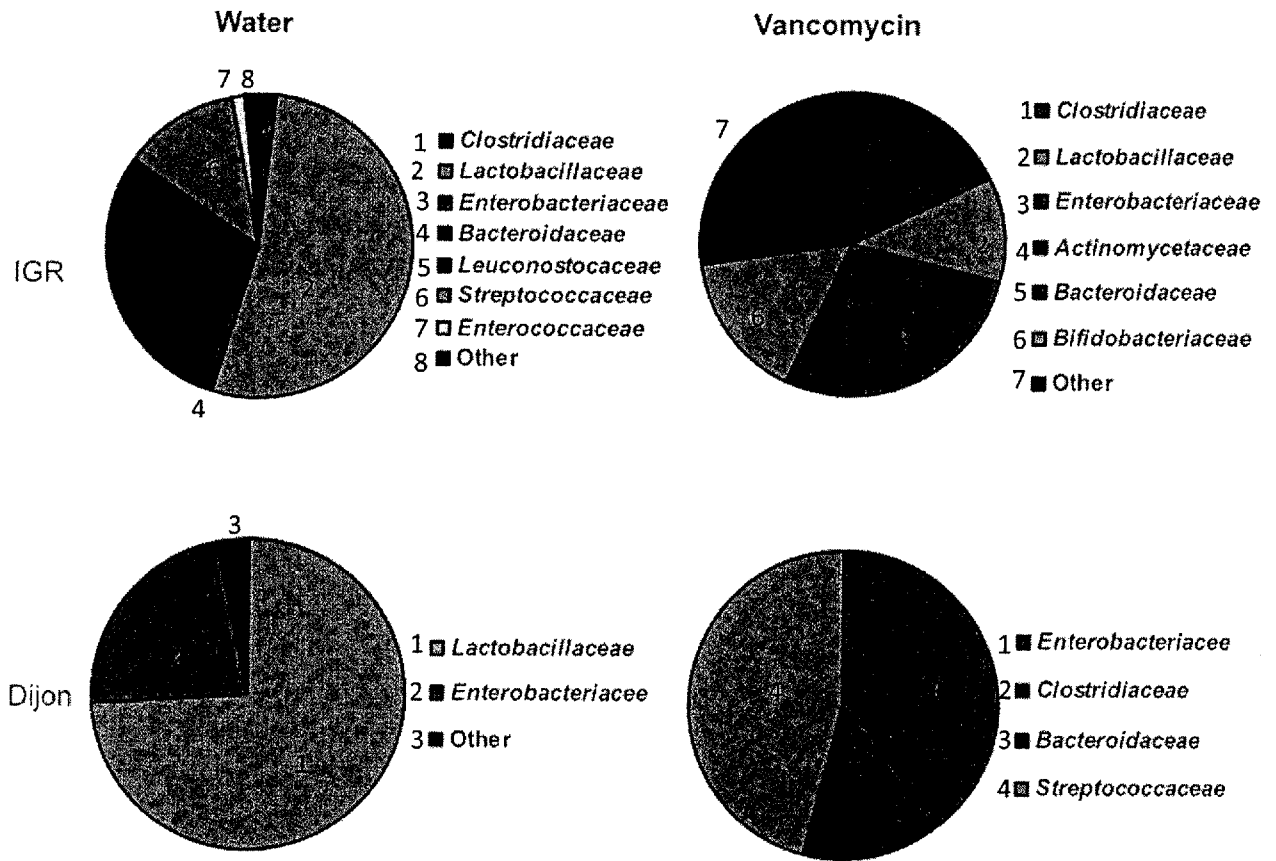 Water
Vancomycin
IGR
7 8
4
1 Clostridiaceae
2 Lactobacillaceae
3 Enterobacteriaceae
4 Bacteroidaceae
5 Leuconostocaceae
6 Streptococcaceae
7 Enterococcaceae
8 Other
7
6
1 Clostridiaceae
2 Lactobacillaceae
3 Enterobacteriaceae
4 Actinomycetaceae
5 Bacteroidaceae
6 Bifidobacteriaceae
7 Other
Dijon
3
1 Lactobacillaceae
2 Enterobacteriacee
3 Other
4
1 Enterobacteriacee
2 Clostridiaceae
3 Bacteroidaceae
4 Streptococcaceae